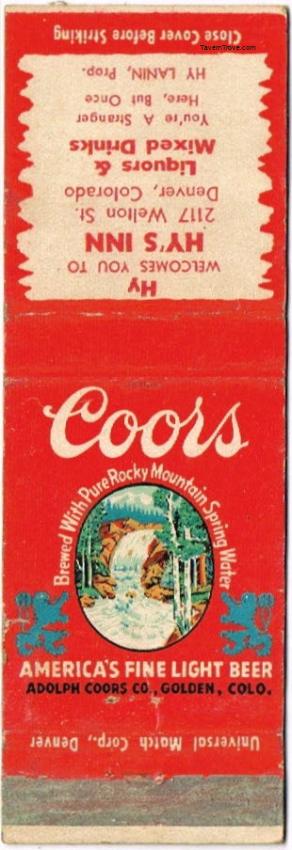 Close Cover Before Striking
TavernTrove.com
Hy
WELCOMES YOU TO
HY'S INN
2117 Welton St.
Denver, Colorado
Liquors &
Mixed Drinks
You're A Stranger
Here, But Once
HY LANIN, Prop.
Coors
Brewed With Pure Rocky Mountain Spring Water
AMERICA'S FINE LIGHT BEER
ADOLPH COORS CO., GOLDEN, COLO.
Universal Match Corp., Denver